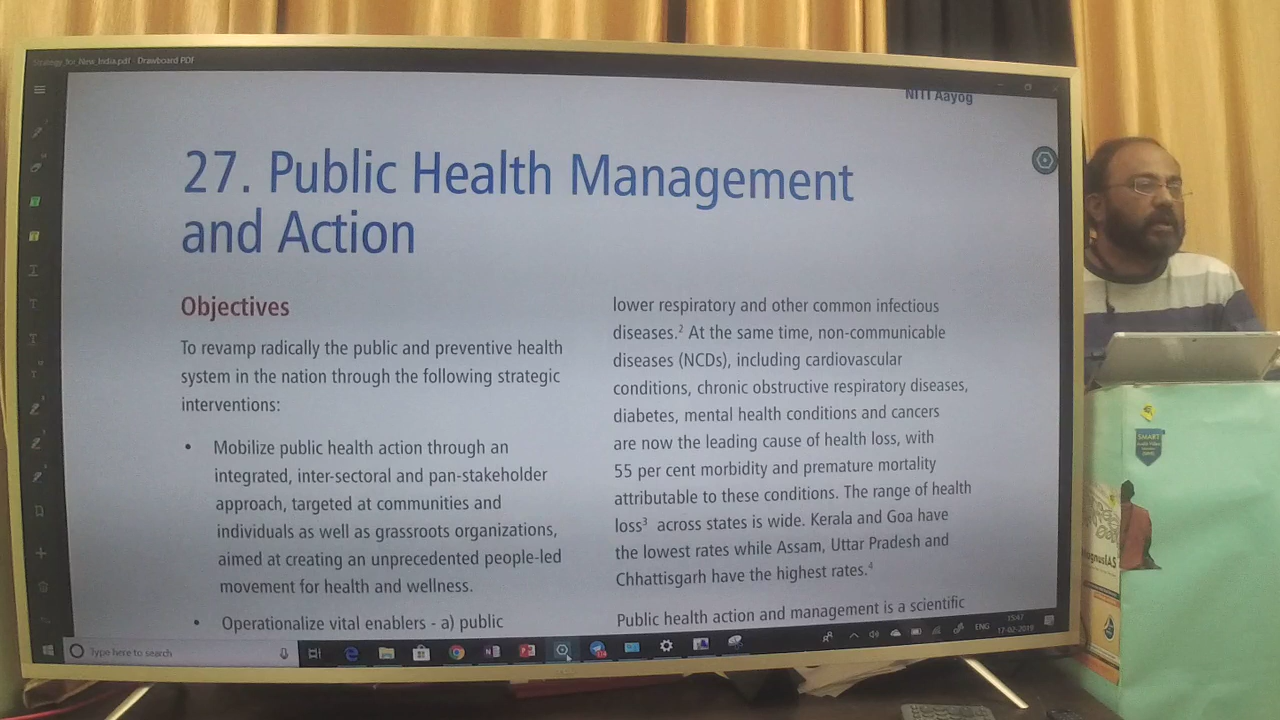 Strategy_for_New_India.pdf - Drawboard PDF
NITI Aayog
27. Public Health Management
and Action
Objectives
To revamp radically the public and preventive health
system in the nation through the following strategic
interventions:
• Mobilize public health action through an
integrated, inter-sectoral and pan-stakeholder
approach, targeted at communities and
individuals as well as grassroots organizations,
aimed at creating an unprecedented people-led
movement for health and wellness.
• Operationalize vital enablers - a) public
lower respiratory and other common infectious
diseases.2 At the same time, non-communicable
diseases (NCDs), including cardiovascular
conditions, chronic obstructive respiratory diseases,
diabetes, mental health conditions and cancers
are now the leading cause of health loss, with
55 per cent morbidity and premature mortality
attributable to these conditions. The range of health
loss3 across states is wide. Kerala and Goa have
the lowest rates while Assam, Uttar Pradesh and
Chhattisgarh have the highest rates.4
Public health action and management is a scientific
Type here to search
ENG
15:47
17-02-2019
SMART